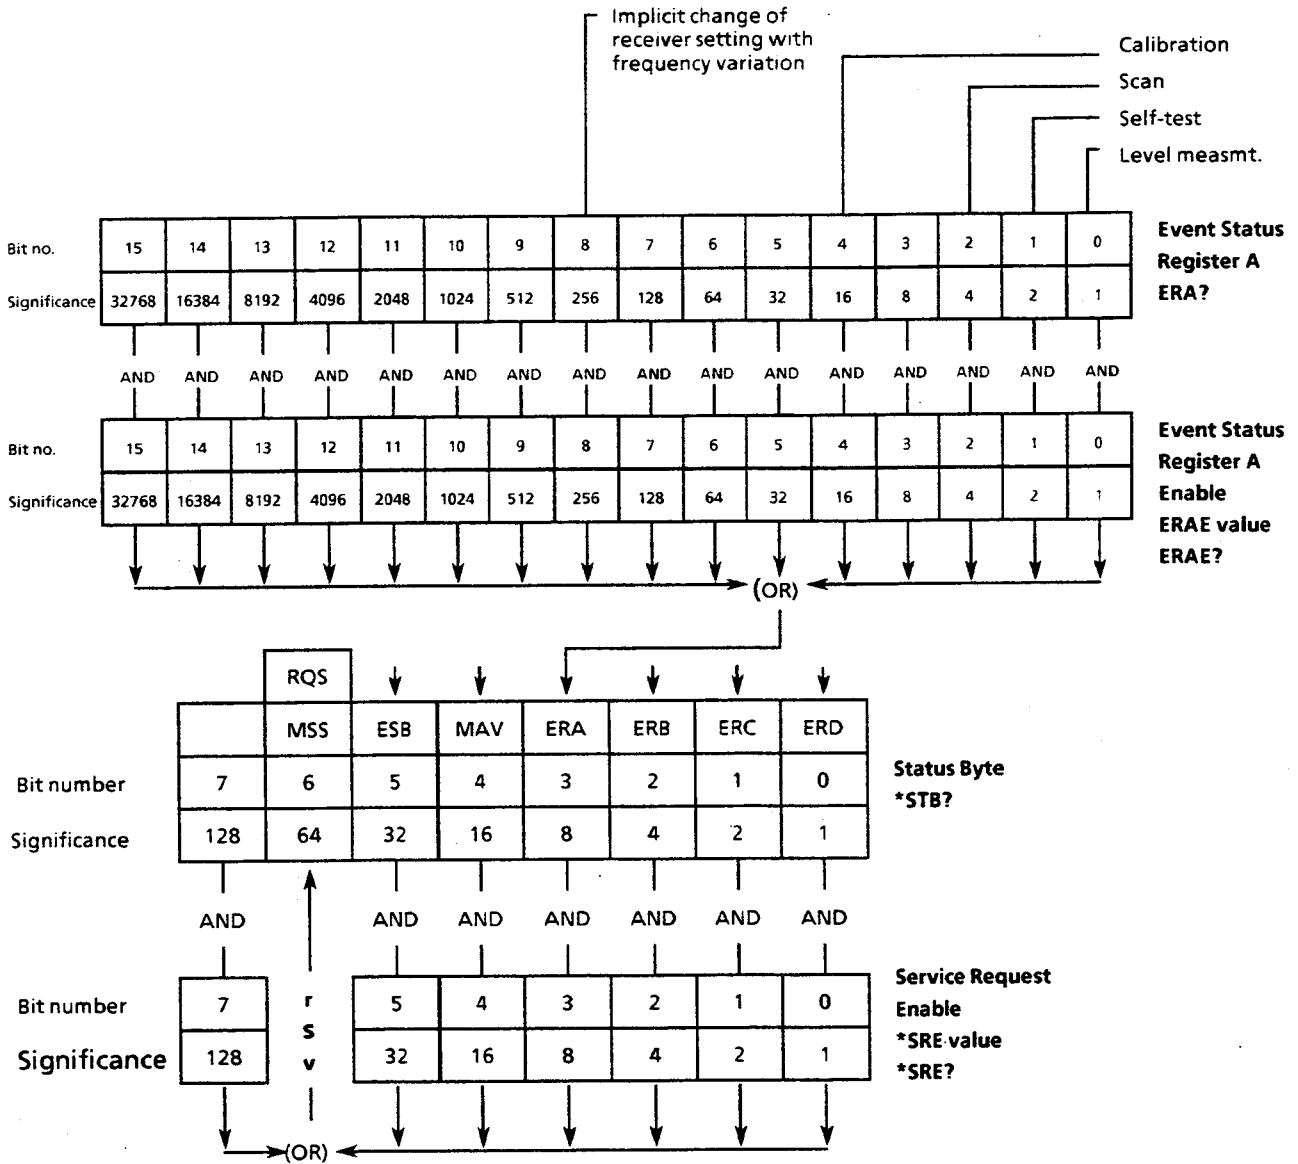 Implicit change of
receiver setting with
frequency variation
Calibration
Scan
Self-test
Level measmt.
Bit no. 15 14 13 12 11 10 9 8 7 6 5 4 3 2 1 0
Significance 32768 16384 8192 4096 2048 1024 512 256 128 64 32 16 8 4 2 1
Event Status
Register A
ERA?
AND AND AND AND AND AND AND AND AND AND AND AND AND AND AND AND
Bit no. 15 14 13 12 11 10 9 8 7 6 5 4 3 2 1 0
Significance 32768 16384 8192 4096 2048 1024 512 256 128 64 32 16 8 4 2 1
Event Status
Register A
Enable
ERAE value
ERAE?
(OR)
RQS
MSS ESB MAV ERA ERB ERC ERD
Bit number 7 6 5 4 3 2 1 0
Significance 128 64 32 16 8 4 2 1
Status Byte
*STB?
AND AND AND AND AND AND AND
Bit number 7 5 4 3 2 1 0
Significance 128 32 16 8 4 2 1
r
s
v
Service Request
Enable
*SRE value
*SRE?
(OR)